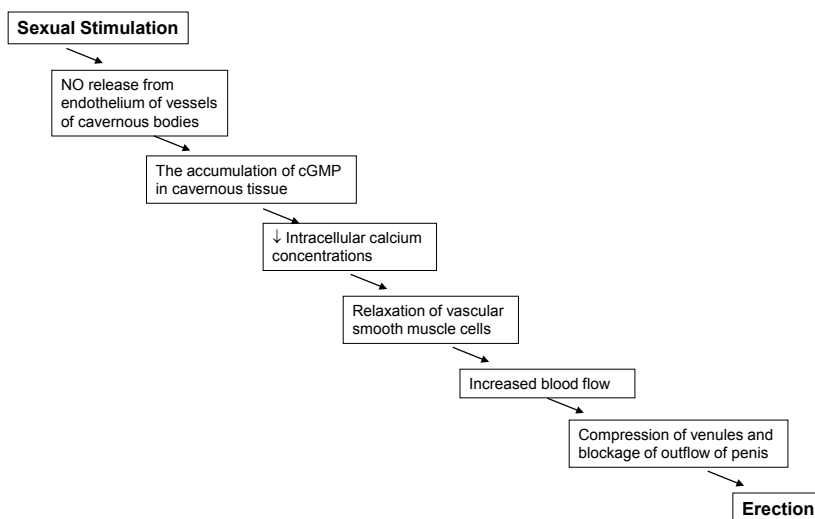 Sexual Stimulation
NO release from
endothelium of vessels
of cavernous bodies
The accumulation of cGMP
in cavernous tissue
↓ Intracellular calcium
concentrations
Relaxation of vascular
smooth muscle cells
Increased blood flow
Compression of venules and
blockage of outflow of penis
Erection